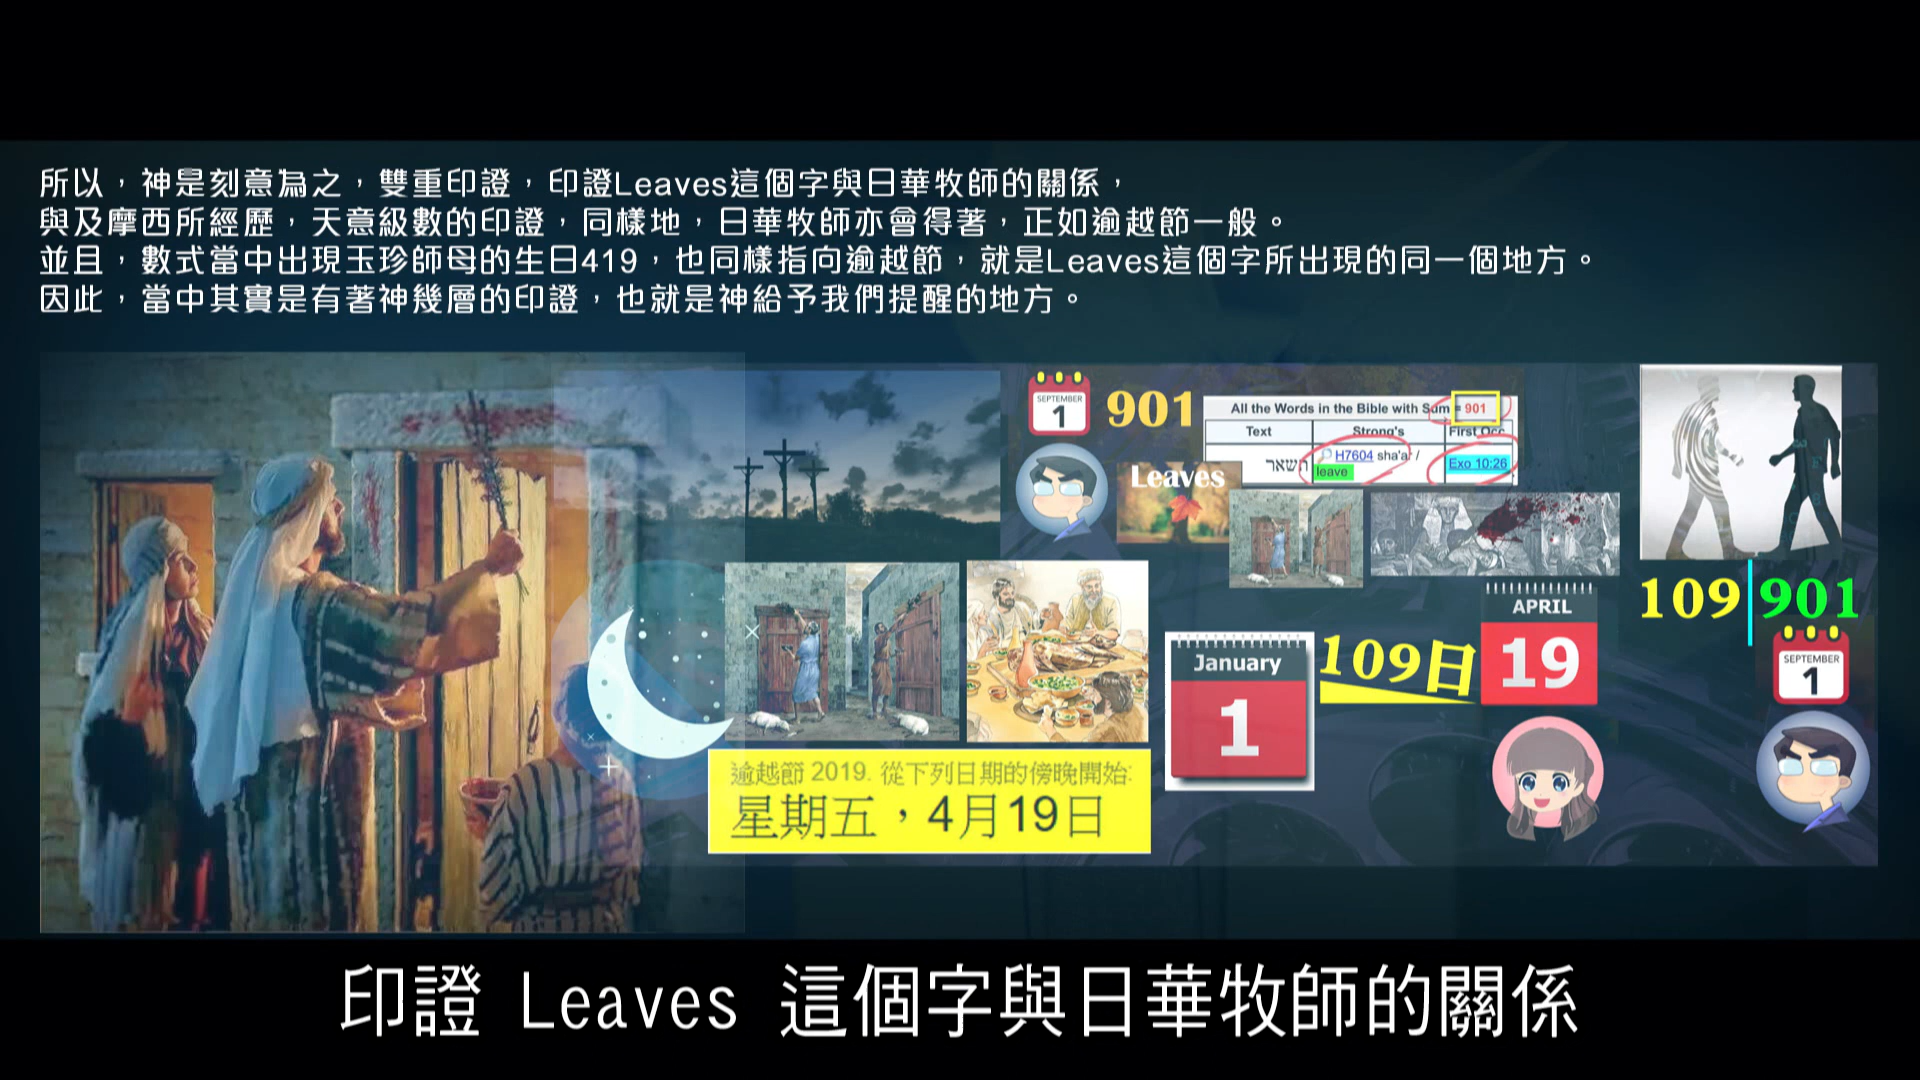 所以，神是刻意為之，雙重印證，印證Leaves這個字與日華牧師的關係，
與及摩西所經歷，天意級數的印證，同樣地，日華牧師亦會得著，正如逾越節一般。
並且，數式當中出現玉珍師母的生日419，也同樣指向逾越節，就是Leaves這個字所出現的同一個地方。
因此，當中其實是有著神幾層的印證，也就是神給予我們提醒的地方。
SEPTEMBER
1
901
All the Words in the Bible with Sum = 901
Text
Strong's
First Occ
תשאר
H7604 sha'ar /
leave
Exo 10:26
Leaves
109
901
SEPTEMBER
1
January
1
109日
APRIL
19
逾越節 2019. 從下列日期的傍晚開始:
星期五，4月19日
印證 Leaves 這個字與日華牧師的關係